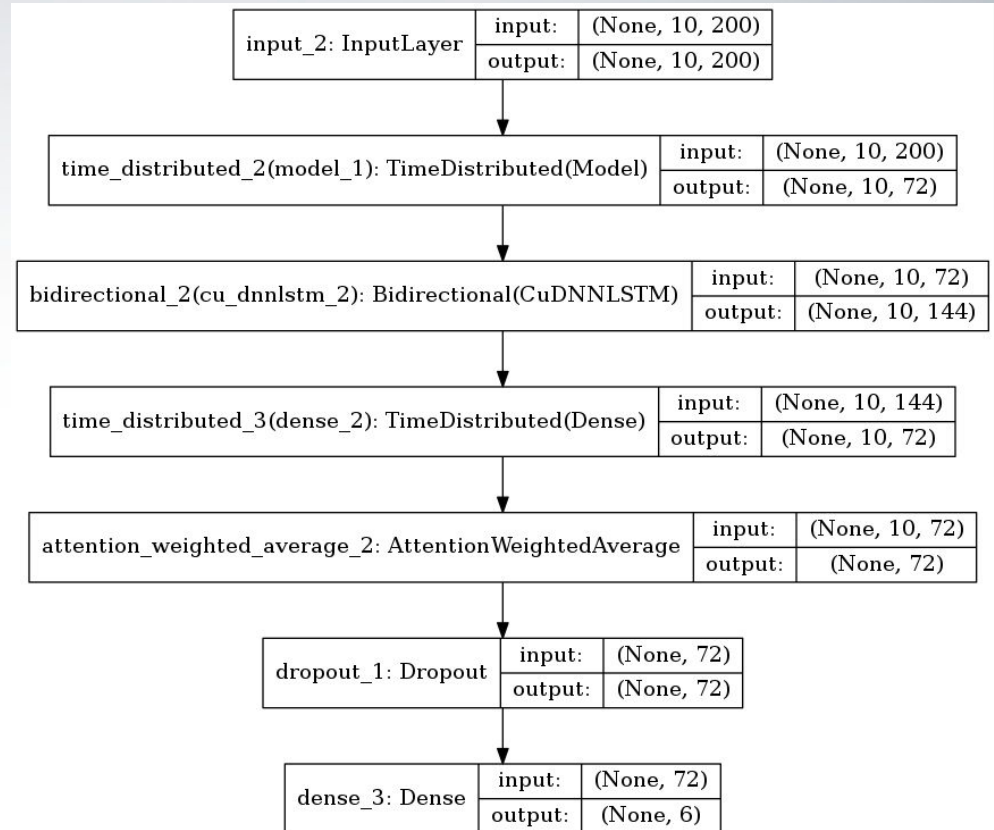 input_2: InputLayer
input: (None, 10, 200)
output: (None, 10, 200)
time_distributed_2(model_1): TimeDistributed(Model)
input: (None, 10, 200)
output: (None, 10, 72)
bidirectional_2(cu_dnnlstm_2): Bidirectional(CuDNNLSTM)
input: (None, 10, 72)
output: (None, 10, 144)
time_distributed_3(dense_2): TimeDistributed(Dense)
input: (None, 10, 144)
output: (None, 10, 72)
attention_weighted_average_2: AttentionWeightedAverage
input: (None, 10, 72)
output: (None, 72)
dropout_1: Dropout
input: (None, 72)
output: (None, 72)
dense_3: Dense
input: (None, 72)
output: (None, 6)